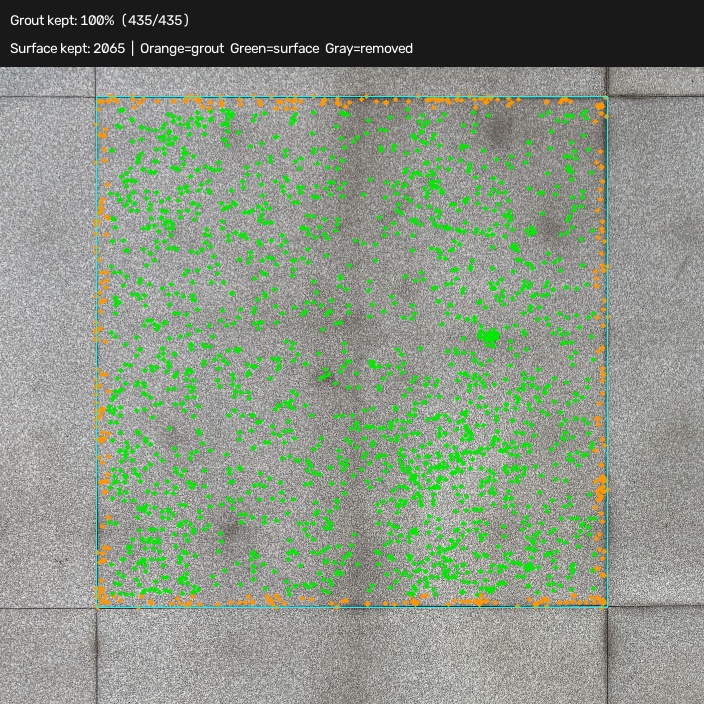 Grout kept: 100% (435/435)
Surface kept: 2065 | Orange=grout Green=surface Gray=removed